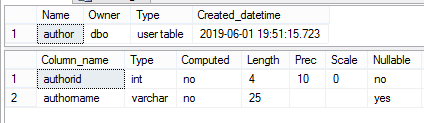 Name Owner Type Created_datetime
1 author dbo user table 2019-06-01 19:51:15.723
Column_name Type Computed Length Prec Scale Nullable
1 authorid int no 4 10 0 no
2 authorname varchar no 25 yes